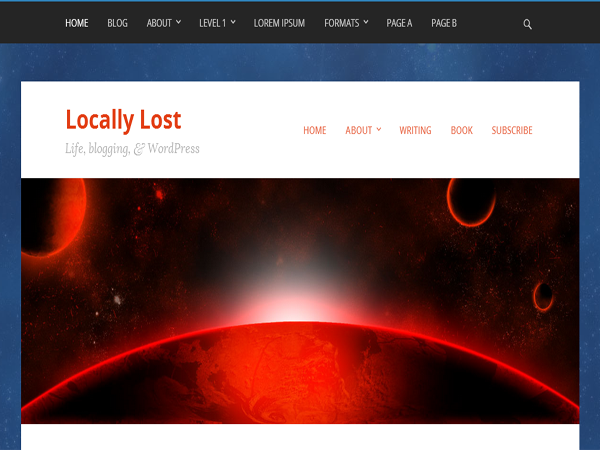 HOME BLOG ABOUT LEVEL 1 LOREM IPSUM FORMATS PAGE A PAGE B
Locally Lost
Life, blogging, & WordPress
HOME ABOUT WRITING BOOK SUBSCRIBE